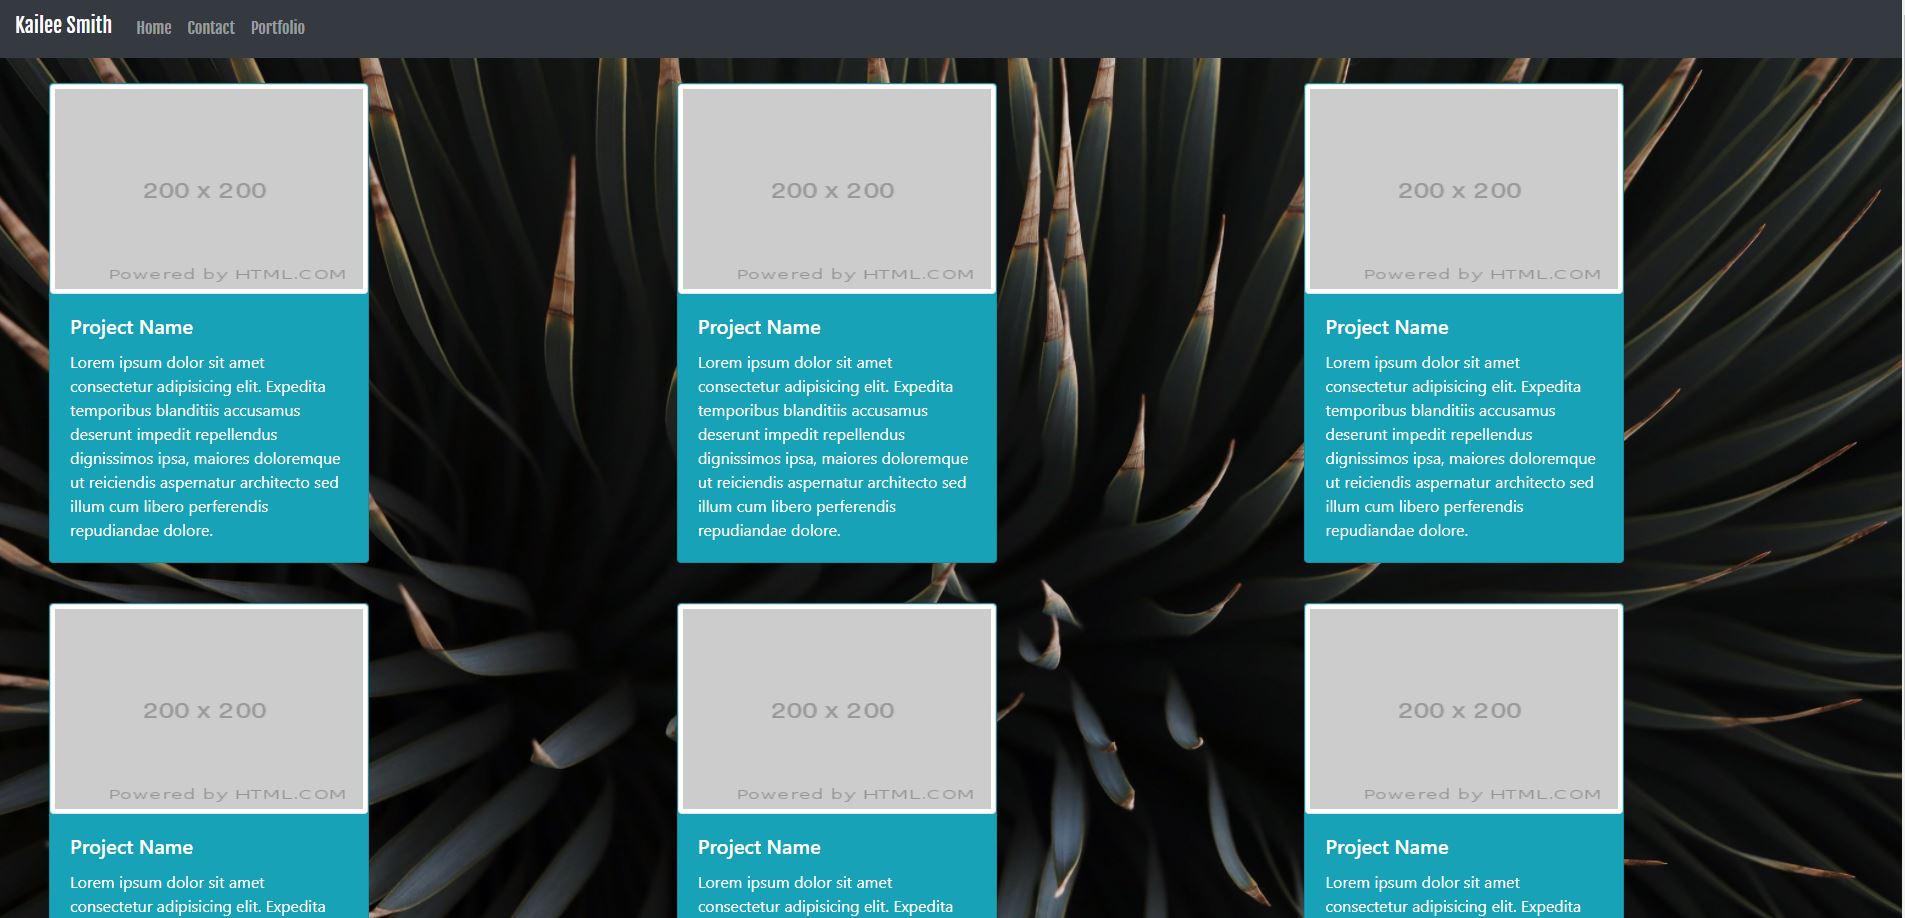 Kailee Smith Home Contact Portfolio
200 x 200
Powered by HTML.COM
Project Name
Lorem ipsum dolor sit amet
consectetur adipisicing elit. Expedita
temporibus blanditiis accusamus
deserunt impedit repellendus
dignissimos ipsa, maiores doloremque
ut reiciendis aspernatur architecto sed
illum cum libero perferendis
repudiandae dolore.
200 x 200
Powered by HTML.COM
Project Name
Lorem ipsum dolor sit amet
consectetur adipisicing elit. Expedita
temporibus blanditiis accusamus
deserunt impedit repellendus
dignissimos ipsa, maiores doloremque
ut reiciendis aspernatur architecto sed
illum cum libero perferendis
repudiandae dolore.
200 x 200
Powered by HTML.COM
Project Name
Lorem ipsum dolor sit amet
consectetur adipisicing elit. Expedita
temporibus blanditiis accusamus
deserunt impedit repellendus
dignissimos ipsa, maiores doloremque
ut reiciendis aspernatur architecto sed
illum cum libero perferendis
repudiandae dolore.
200 x 200
Powered by HTML.COM
Project Name
Lorem ipsum dolor sit amet
consectetur adipisicing elit. Expedita
200 x 200
Powered by HTML.COM
Project Name
Lorem ipsum dolor sit amet
consectetur adipisicing elit. Expedita
200 x 200
Powered by HTML.COM
Project Name
Lorem ipsum dolor sit amet
consectetur adipisicing elit. Expedita